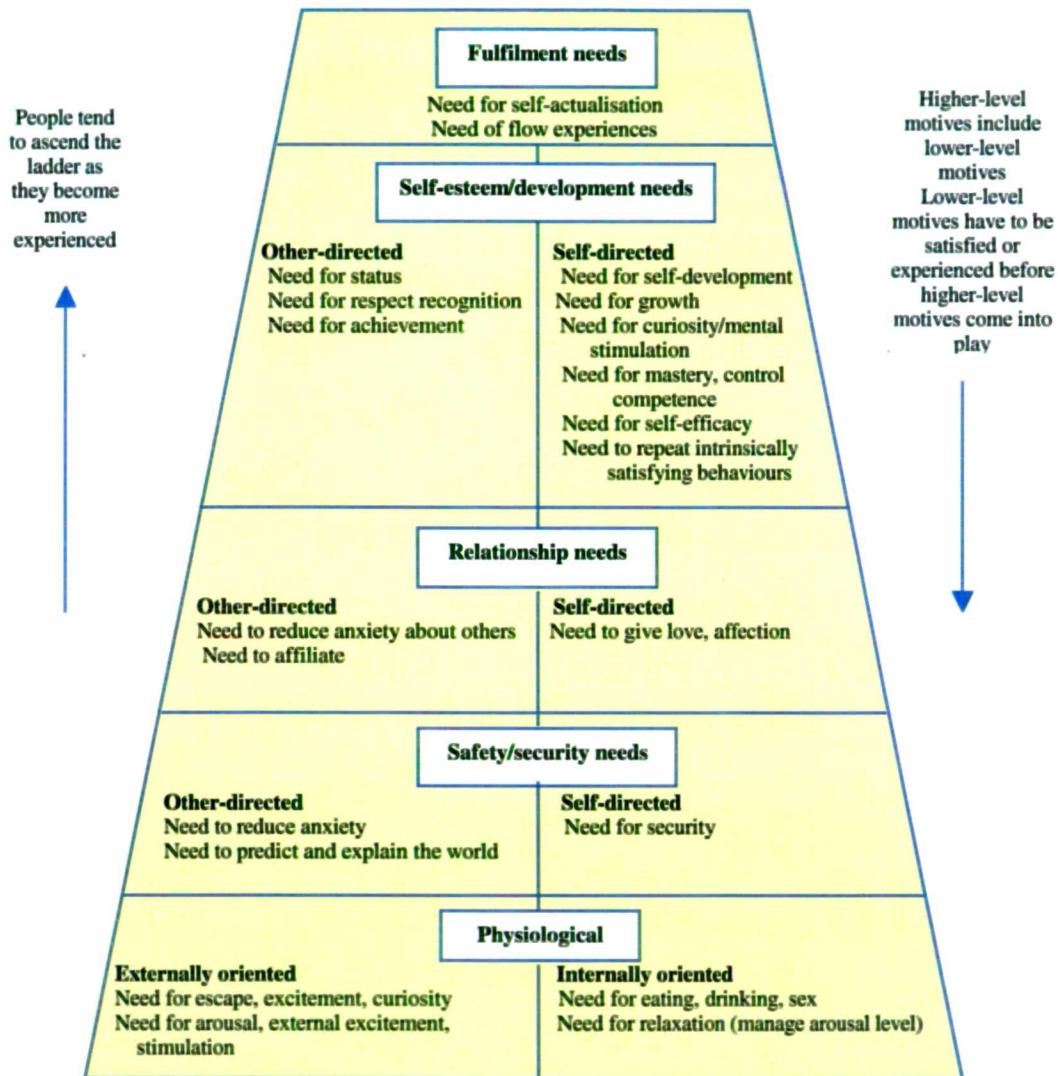 Fulfilment needs
Need for self-actualisation
Need of flow experiences
People tend
to ascend the
ladder as
they become
more
experienced
Higher-level
motives include
lower-level
motives
Lower-level
motives have to be
satisfied or
experienced before
higher-level
motives come into
play
Self-esteem/development needs
Other-directed
Need for status
Need for respect recognition
Need for achievement
Self-directed
Need for self-development
Need for growth
Need for curiosity/mental
stimulation
Need for mastery, control
competence
Need for self-efficacy
Need to repeat intrinsically
satisfying behaviours
Relationship needs
Other-directed
Need to reduce anxiety about others
Need to affiliate
Self-directed
Need to give love, affection
Safety/security needs
Other-directed
Need to reduce anxiety
Need to predict and explain the world
Self-directed
Need for security
Physiological
Externally oriented
Need for escape, excitement, curiosity
Need for arousal, external excitement,
stimulation
Internally oriented
Need for eating, drinking, sex
Need for relaxation (manage arousal level)